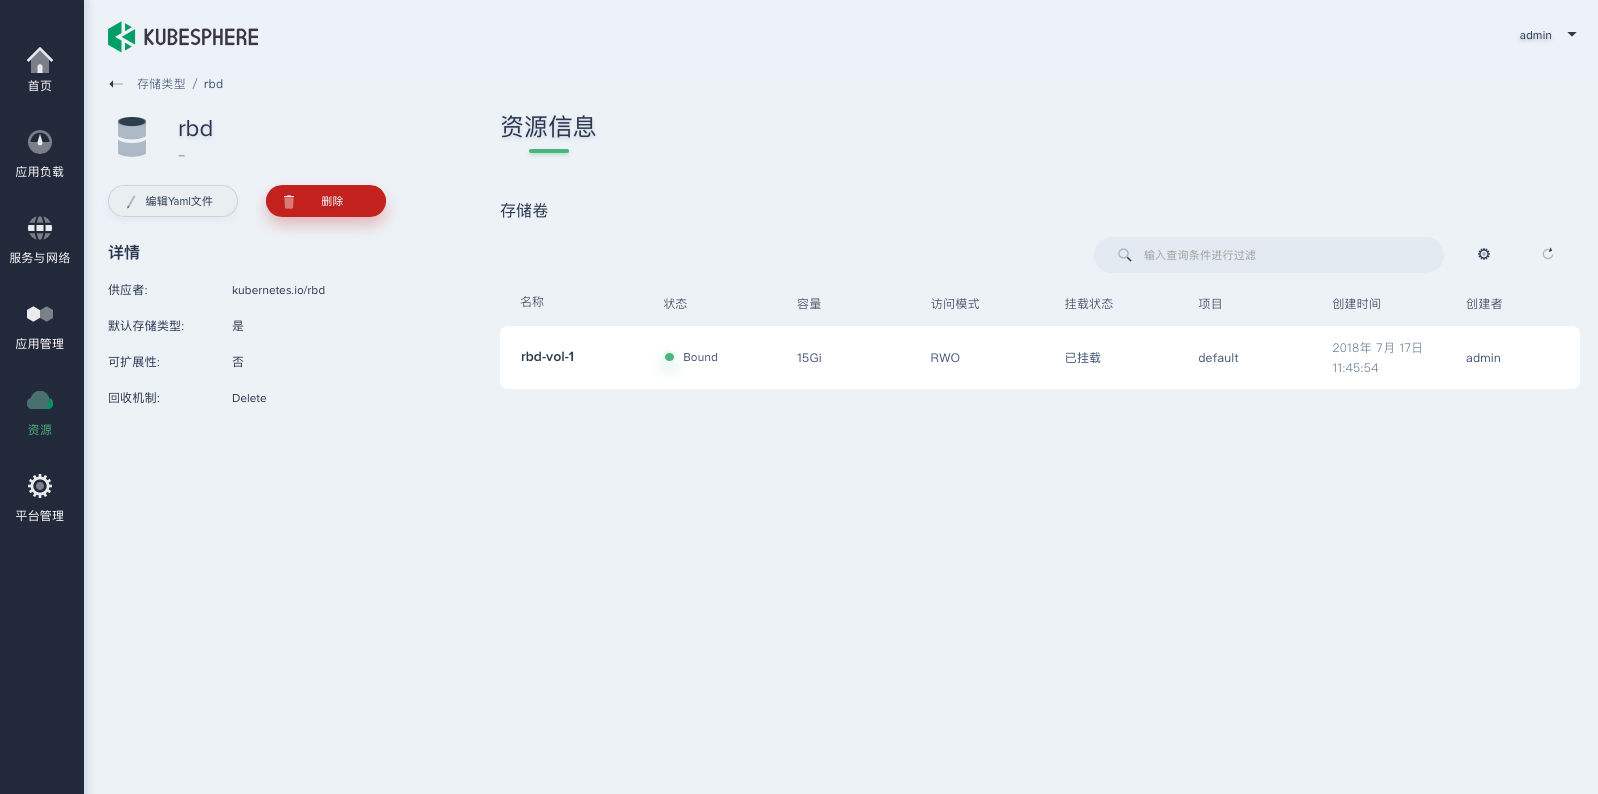 KUBESPHERE
admin
首页
应用负载
服务与网络
应用管理
资源
平台管理
存储类型 / rbd
rbd
-
编辑Yaml文件
删除
详情
供应者: kubernetes.io/rbd
默认存储类型: 是
可扩展性: 否
回收机制: Delete
资源信息
存储卷
输入查询条件进行过滤
名称 状态 容量 访问模式 挂载状态 项目 创建时间 创建者
rbd-vol-1 Bound 15Gi RWO 已挂载 default 2018年 7月 17日 admin
11:45:54